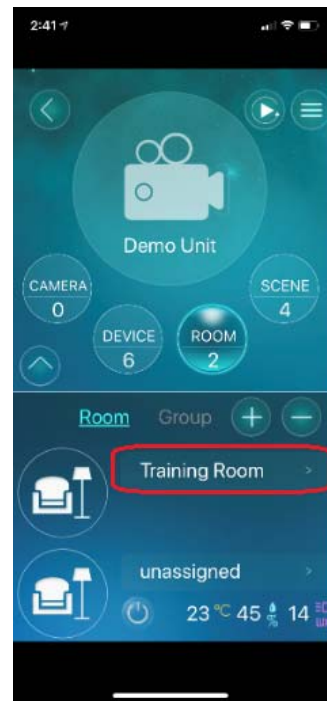 2:41
Demo Unit
CAMERA
0
SCENE
4
DEVICE
6
ROOM
2
Room Group
Training Room
unassigned
23 °C 45 % 14